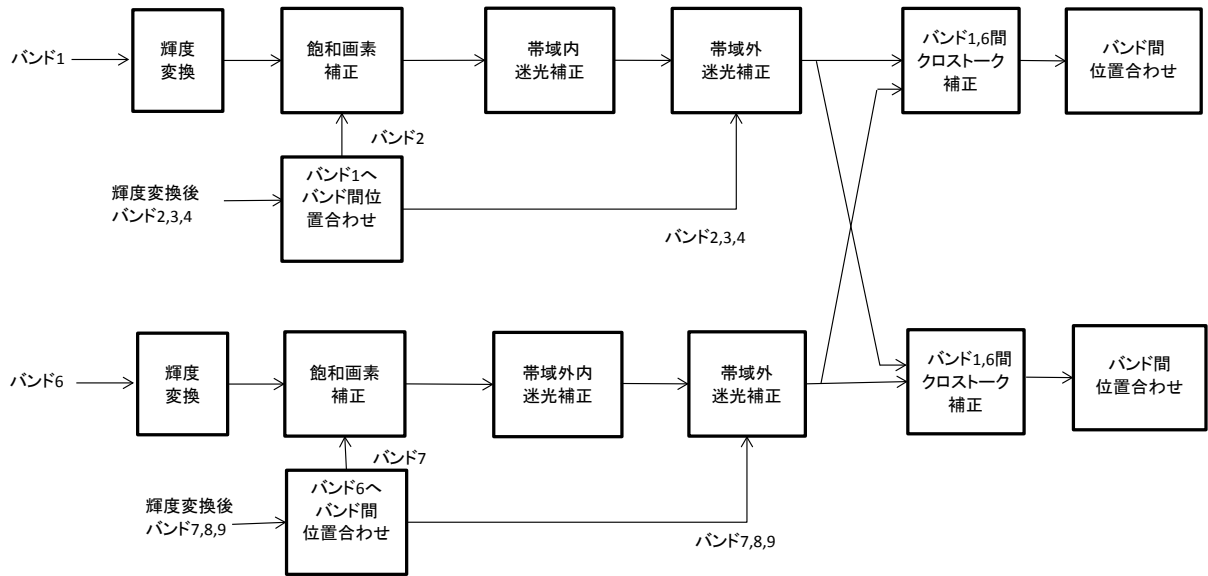 バンド1
輝度
変換
飽和画素
補正
帯域内
迷光補正
帯域外
迷光補正
バンド1,6間
クロストーク
補正
バンド間
位置合わせ
バンド2
輝度変換後
バンド2,3,4
バンド1へ
バンド間位
置合わせ
バンド2,3,4
バンド6
輝度
変換
飽和画素
補正
帯域外内
迷光補正
帯域外
迷光補正
バンド1,6間
クロストーク
補正
バンド間
位置合わせ
バンド7
輝度変換後
バンド7,8,9
バンド6へ
バンド間
位置合わせ
バンド7,8,9